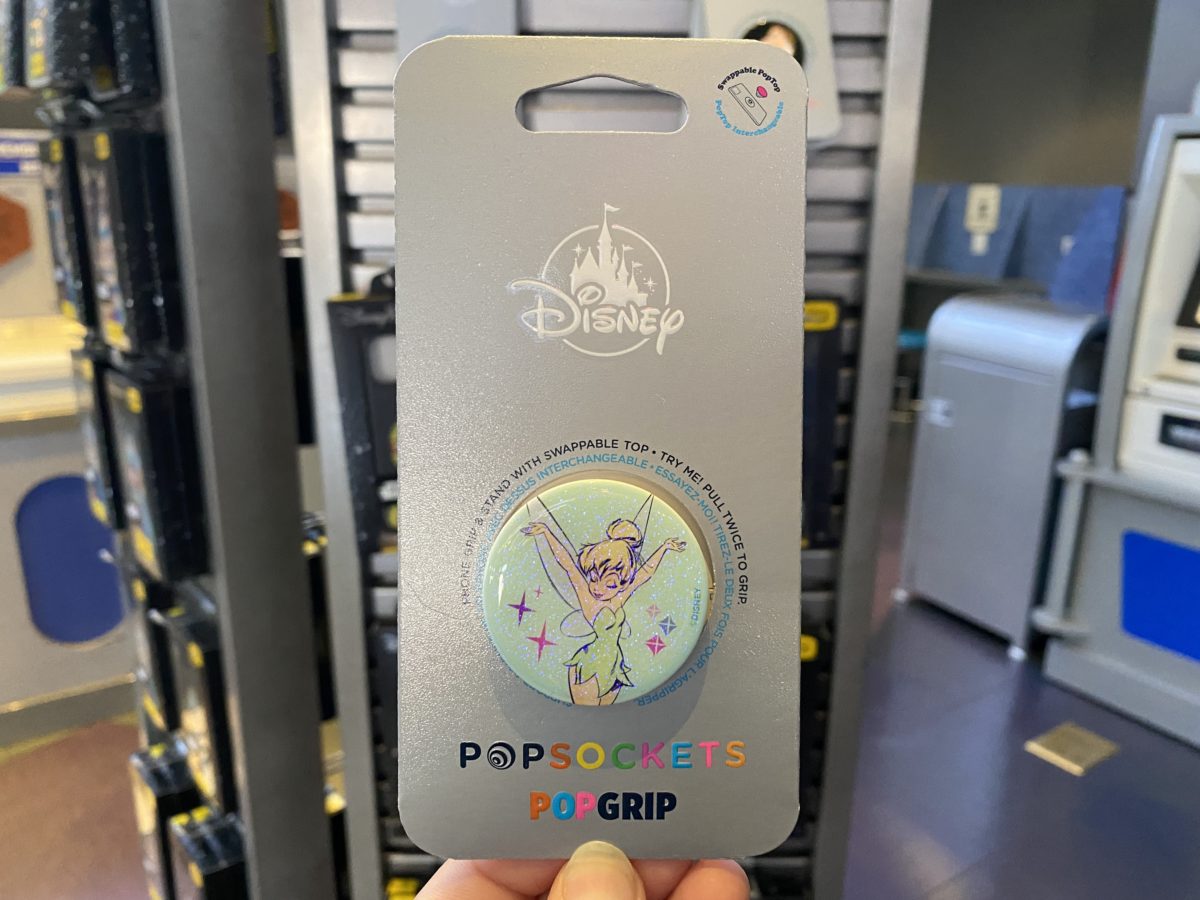 Swappable PopTop
PopTop Interchangeable
Disney
PHONE GRIP & STAND WITH SWAPPABLE TOP • TRY ME! PULL TWICE TO GRIP.
AVEC DESSUS INTERCHANGEABLE • ESSAYEZ-MOI! TIREZ-LE DEUX FOIS POUR L'AGRIPPER.
©DISNEY
POPSOCKETS
POPGRIP